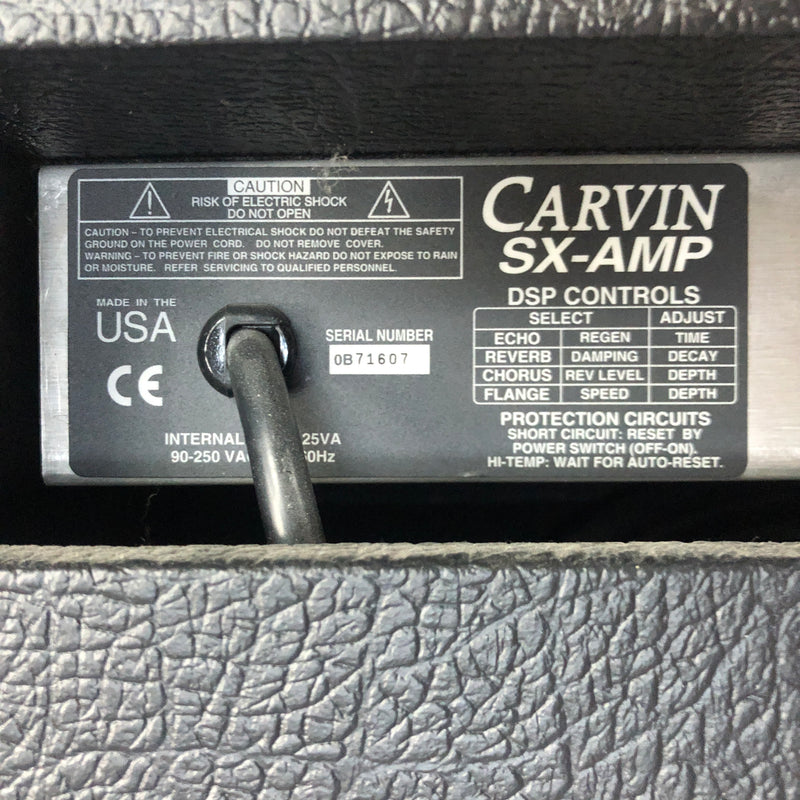 CAUTION
RISK OF ELECTRIC SHOCK
DO NOT OPEN
CAUTION – TO PREVENT ELECTRICAL SHOCK DO NOT DEFEAT THE SAFETY
GROUND ON THE POWER CORD. DO NOT REMOVE COVER.
WARNING – TO PREVENT FIRE OR SHOCK HAZARD DO NOT EXPOSE TO RAIN
OR MOISTURE. REFER SERVICING TO QUALIFIED PERSONNEL.
MADE IN THE
USA
CE
SERIAL NUMBER
0B71607
INTERNAL 25VA
90-250 60Hz
CARVIN
SX-AMP
DSP CONTROLS
SELECT ADJUST
ECHO REGEN TIME
REVERB DAMPING DECAY
CHORUS REV LEVEL DEPTH
FLANGE SPEED DEPTH
PROTECTION CIRCUITS
SHORT CIRCUIT: RESET BY
POWER SWITCH (OFF-ON).
HI-TEMP: WAIT FOR AUTO-RESET.